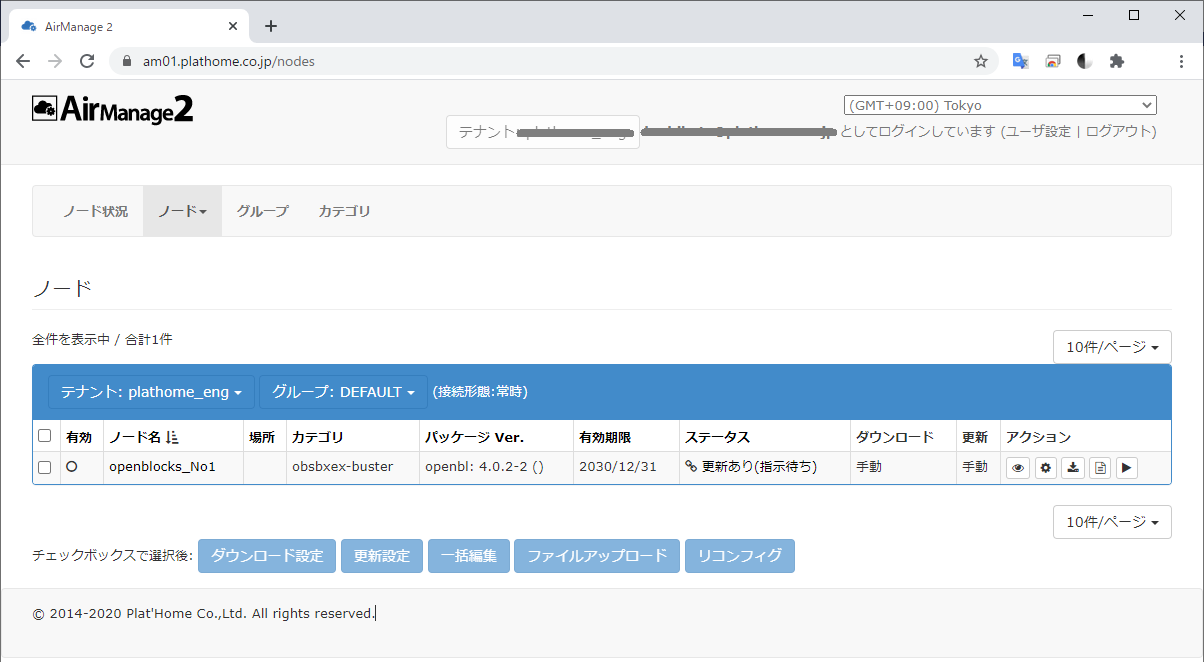 AirManage 2
am01.plathome.co.jp/nodes
AirManage2
(GMT+09:00) Tokyo
テナント: としてログインしています (ユーザ設定 | ログアウト)
ノード状況 ノード グループ カテゴリ
ノード
全件を表示中 / 合計1件
10件/ページ
テナント: plathome_eng グループ: DEFAULT (接続形態:常時)
有効 ノード名 場所 カテゴリ パッケージ Ver. 有効期限 ステータス ダウンロード 更新 アクション
openblocks_No1 obsbxex-buster openbl: 4.0.2-2 () 2030/12/31 更新あり(指示待ち) 手動 手動
10件/ページ
チェックボックスで選択後: ダウンロード設定 更新設定 一括編集 ファイルアップロード リコンフィグ
© 2014-2020 Plat'Home Co.,Ltd. All rights reserved.